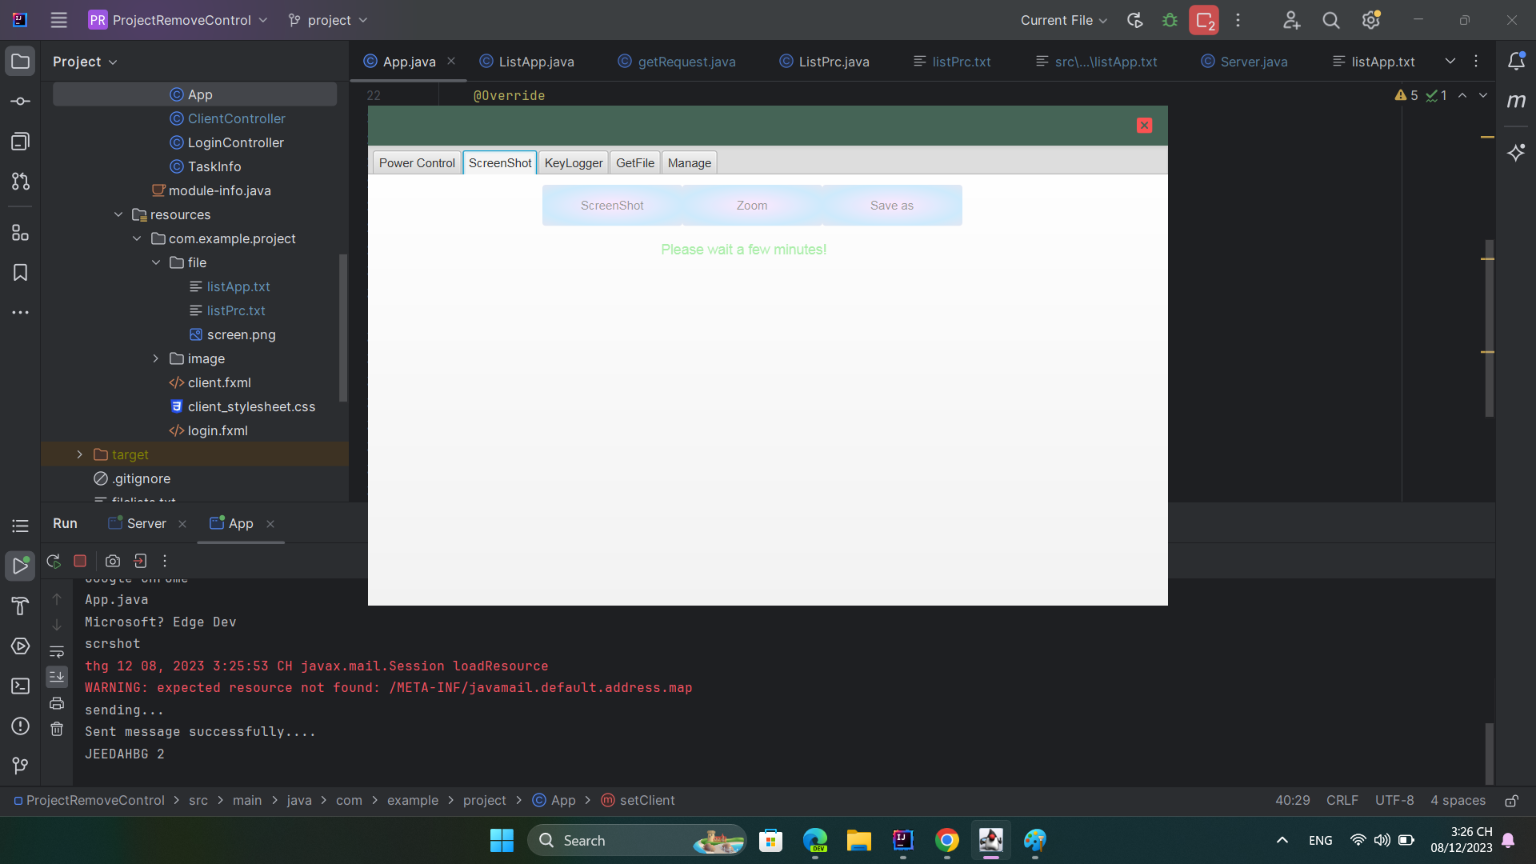 PR ProjectRemoveControl project Current File
Project
App.java ListApp.java getRequest.java ListPrc.java listPrc.txt src\...\listApp.txt Server.java listApp.txt
App
ClientController
LoginController
TaskInfo
module-info.java
resources
com.example.project
file
listApp.txt
listPrc.txt
screen.png
image
client.fxml
client_stylesheet.css
login.fxml
target
.gitignore
22 @Override
5 1
Power Control ScreenShot KeyLogger GetFile Manage
ScreenShot Zoom Save as
Please wait a few minutes!
Run Server App
App.java
Microsoft? Edge Dev
scrshot
thg 12 08, 2023 3:25:53 CH javax.mail.Session loadResource
WARNING: expected resource not found: /META-INF/javamail.default.address.map
sending...
Sent message successfully....
JEEDAHBG 2
ProjectRemoveControl > src > main > java > com > example > project > App > setClient 40:29 CRLF UTF-8 4 spaces
Search ENG 3:26 CH
08/12/2023